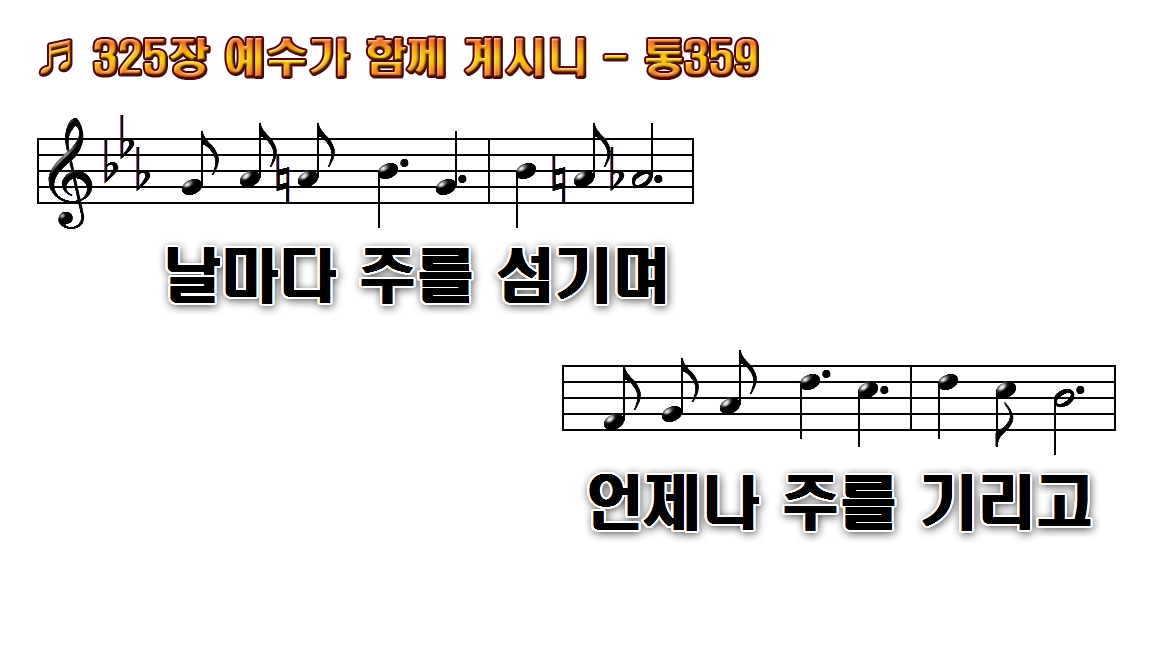 ♬ 325장 예수가 함께 계시니 - 통359
날마다 주를 섬기며
언제나 주를 기리고